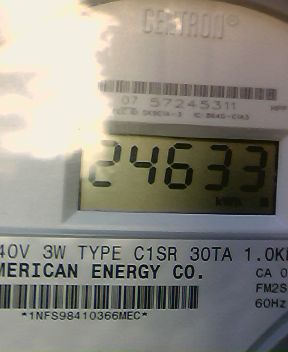 CENTRON®
07 57245311
24633
kWh
40V 3W TYPE C1SR 30TA 1.0K
MERICAN ENERGY CO.
CA 0
FM2S
60Hz
*1NFS98410366MEC*